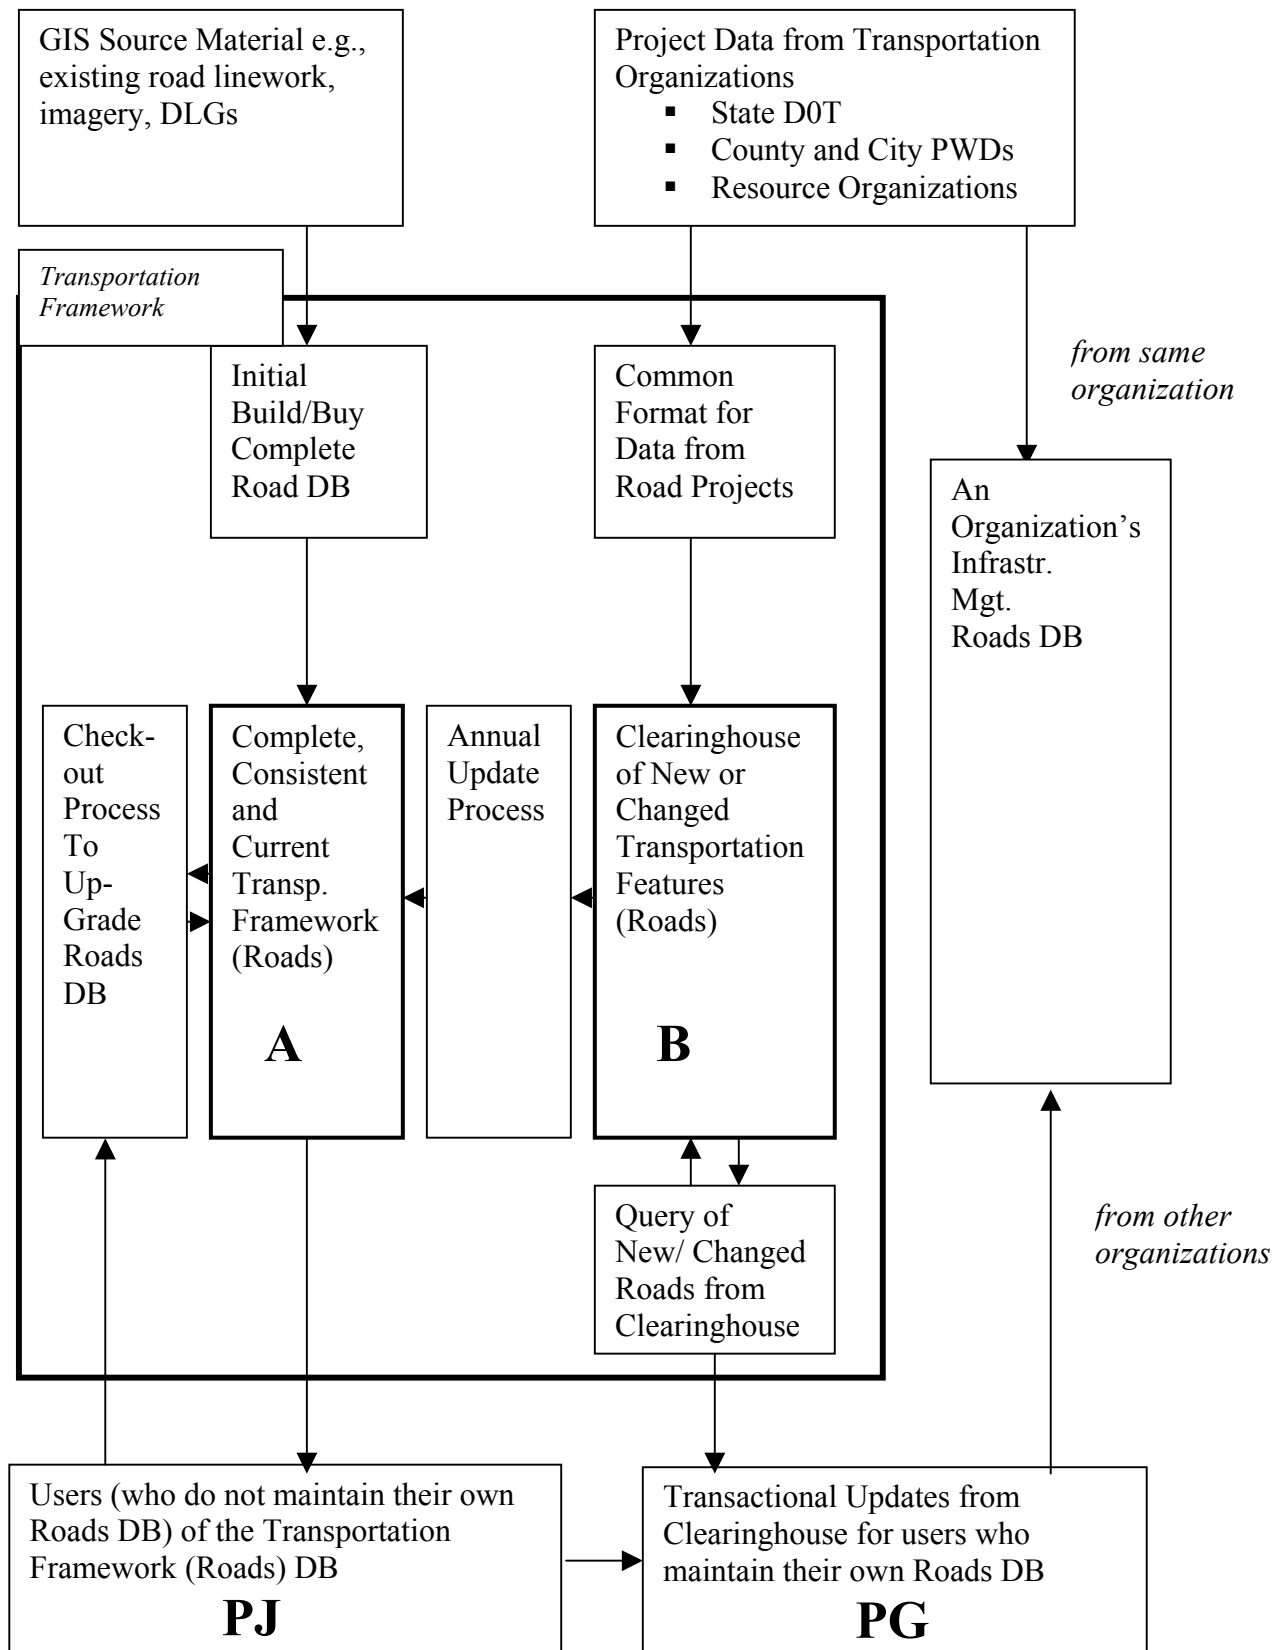 GIS Source Material e.g.,
existing road linework,
imagery, DLGs
Project Data from Transportation
Organizations
▪ State D0T
▪ County and City PWDs
▪ Resource Organizations
Transportation
Framework
Initial
Build/Buy
Complete
Road DB
Common
Format for
Data from
Road Projects
from same
organization
An
Organization’s
Infrastr.
Mgt.
Roads DB
Check-
out
Process
To
Up-
Grade
Roads
DB
Complete,
Consistent
and
Current
Transp.
Framework
(Roads)
A
Annual
Update
Process
Clearinghouse
of New or
Changed
Transportation
Features
(Roads)
B
Query of
New/ Changed
Roads from
Clearinghouse
from other
organizations
Users (who do not maintain their own
Roads DB) of the Transportation
Framework (Roads) DB
PJ
Transactional Updates from
Clearinghouse for users who
maintain their own Roads DB
PG